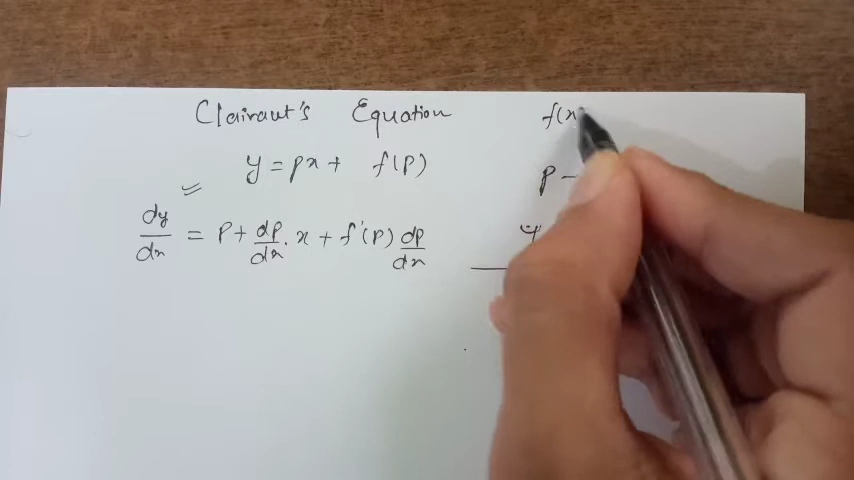 Clairaut's Equation f(x
y = px + f(p) p -
dy/dx = p + dp/dx . x + f'(p) dp/dx